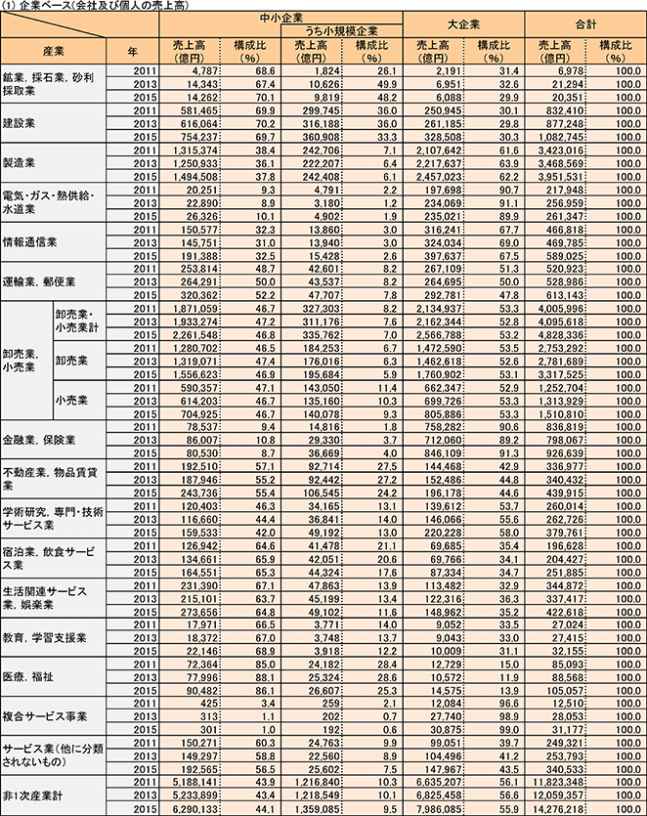 (1) 企業ベース(会社及び個人の売上高)
中小企業 大企業 合計
うち小規模企業
産業 年 売上高(億円) 構成比(%) 売上高(億円) 構成比(%) 売上高(億円) 構成比(%) 売上高(億円) 構成比(%)
鉱業, 採石業, 砂利採取業 2011 4,787 68.6 1,824 26.1 2,191 31.4 6,978 100.0
2013 14,343 67.4 10,626 49.9 6,951 32.6 21,294 100.0
2015 14,262 70.1 9,819 48.2 6,088 29.9 20,351 100.0
建設業 2011 581,465 69.9 299,745 36.0 250,945 30.1 832,410 100.0
2013 616,064 70.2 316,188 36.0 261,185 29.8 877,248 100.0
2015 754,237 69.7 360,908 33.3 328,508 30.3 1,082,745 100.0
製造業 2011 1,315,374 38.4 242,706 7.1 2,107,642 61.6 3,423,016 100.0
2013 1,250,933 36.1 222,207 6.4 2,217,637 63.9 3,468,569 100.0
2015 1,494,508 37.8 242,408 6.1 2,457,023 62.2 3,951,531 100.0
電気・ガス・熱供給・水道業 2011 20,251 9.3 4,791 2.2 197,698 90.7 217,948 100.0
2013 22,890 8.9 3,180 1.2 234,069 91.1 256,959 100.0
2015 26,326 10.1 4,902 1.9 235,021 89.9 261,347 100.0
情報通信業 2011 150,577 32.3 13,860 3.0 316,241 67.7 466,818 100.0
2013 145,751 31.0 13,940 3.0 324,034 69.0 469,785 100.0
2015 191,388 32.5 15,428 2.6 397,637 67.5 589,025 100.0
運輸業, 郵便業 2011 253,814 48.7 42,601 8.2 267,109 51.3 520,923 100.0
2013 264,291 50.0 43,537 8.2 264,695 50.0 528,986 100.0
2015 320,362 52.2 47,707 7.8 292,781 47.8 613,143 100.0
卸売業, 小売業 卸売業・小売業計 2011 1,871,059 46.7 327,303 8.2 2,134,937 53.3 4,005,996 100.0
2013 1,933,274 47.2 311,176 7.6 2,162,344 52.8 4,095,618 100.0
2015 2,261,548 46.8 335,762 7.0 2,566,788 53.2 4,828,336 100.0
卸売業 2011 1,280,702 46.5 184,253 6.7 1,472,590 53.5 2,753,292 100.0
2013 1,319,071 47.4 176,016 6.3 1,462,618 52.6 2,781,689 100.0
2015 1,556,623 46.9 195,684 5.9 1,760,902 53.1 3,317,525 100.0
小売業 2011 590,357 47.1 143,050 11.4 662,347 52.9 1,252,704 100.0
2013 614,203 46.7 135,160 10.3 699,726 53.3 1,313,929 100.0
2015 704,925 46.7 140,078 9.3 805,886 53.3 1,510,810 100.0
金融業, 保険業 2011 78,537 9.4 14,816 1.8 758,282 90.6 836,819 100.0
2013 86,007 10.8 29,330 3.7 712,060 89.2 798,067 100.0
2015 80,530 8.7 36,669 4.0 846,109 91.3 926,639 100.0
不動産業, 物品賃貸業 2011 192,510 57.1 92,714 27.5 144,468 42.9 336,977 100.0
2013 187,946 55.2 92,442 27.2 152,486 44.8 340,432 100.0
2015 243,736 55.4 106,545 24.2 196,178 44.6 439,915 100.0
学術研究, 専門・技術サービス業 2011 120,403 46.3 34,165 13.1 139,612 53.7 260,014 100.0
2013 116,660 44.4 36,841 14.0 146,066 55.6 262,726 100.0
2015 159,533 42.0 49,192 13.0 220,228 58.0 379,761 100.0
宿泊業, 飲食サービス業 2011 126,942 64.6 41,478 21.1 69,685 35.4 196,628 100.0
2013 134,661 65.9 42,051 20.6 69,766 34.1 204,427 100.0
2015 164,551 65.3 44,324 17.6 87,334 34.7 251,885 100.0
生活関連サービス業, 娯楽業 2011 231,390 67.1 47,863 13.9 113,482 32.9 344,872 100.0
2013 215,101 63.7 45,199 13.4 122,316 36.3 337,417 100.0
2015 273,656 64.8 49,102 11.6 148,962 35.2 422,618 100.0
教育, 学習支援業 2011 17,971 66.5 3,771 14.0 9,052 33.5 27,024 100.0
2013 18,372 67.0 3,748 13.7 9,043 33.0 27,415 100.0
2015 22,146 68.9 3,918 12.2 10,009 31.1 32,155 100.0
医療, 福祉 2011 72,364 85.0 24,182 28.4 12,729 15.0 85,093 100.0
2013 77,996 88.1 25,324 28.6 10,572 11.9 88,568 100.0
2015 90,482 86.1 26,607 25.3 14,575 13.9 105,057 100.0
複合サービス事業 2011 425 3.4 259 2.1 12,084 96.6 12,510 100.0
2013 313 1.1 202 0.7 27,740 98.9 28,053 100.0
2015 301 1.0 192 0.6 30,875 99.0 31,177 100.0
サービス業(他に分類されないもの) 2011 150,271 60.3 24,763 9.9 99,051 39.7 249,321 100.0
2013 149,297 58.8 22,560 8.9 104,496 41.2 253,793 100.0
2015 192,565 56.5 25,602 7.5 147,967 43.5 340,533 100.0
非1次産業計 2011 5,188,141 43.9 1,216,840 10.3 6,635,207 56.1 11,823,348 100.0
2013 5,233,899 43.4 1,218,549 10.1 6,825,458 56.6 12,059,357 100.0
2015 6,290,133 44.1 1,359,085 9.5 7,986,085 55.9 14,276,218 100.0